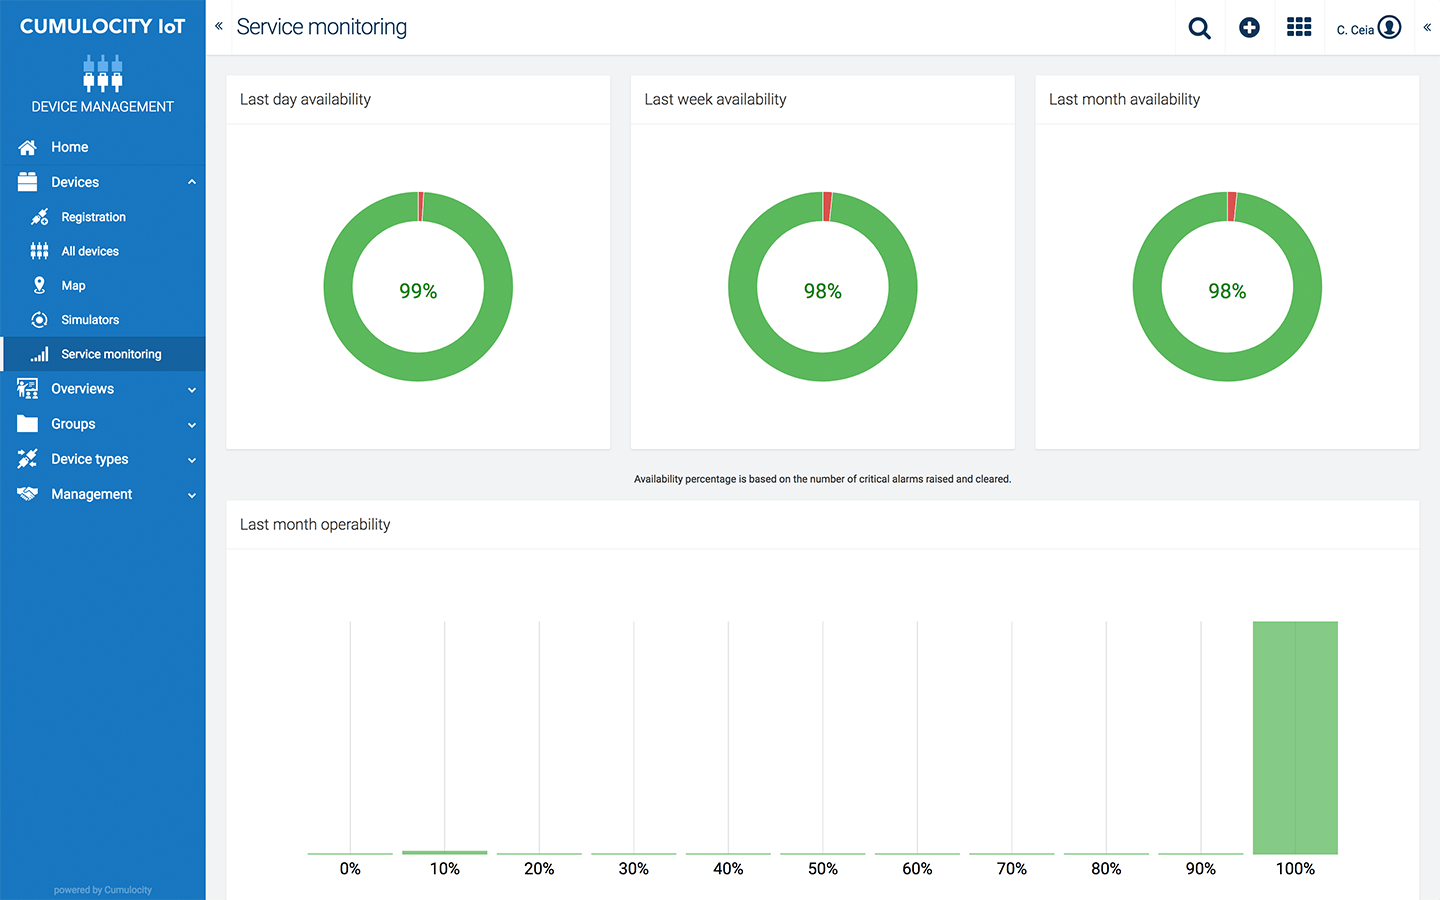 CUMULOCITY IoT
DEVICE MANAGEMENT
Home
Devices
Registration
All devices
Map
Simulators
Service monitoring
Overviews
Groups
Device types
Management
powered by Cumulocity
Service monitoring
C. Ceia
Last day availability
99%
Last week availability
98%
Last month availability
98%
Availability percentage is based on the number of critical alarms raised and cleared.
Last month operability
0% 10% 20% 30% 40% 50% 60% 70% 80% 90% 100%